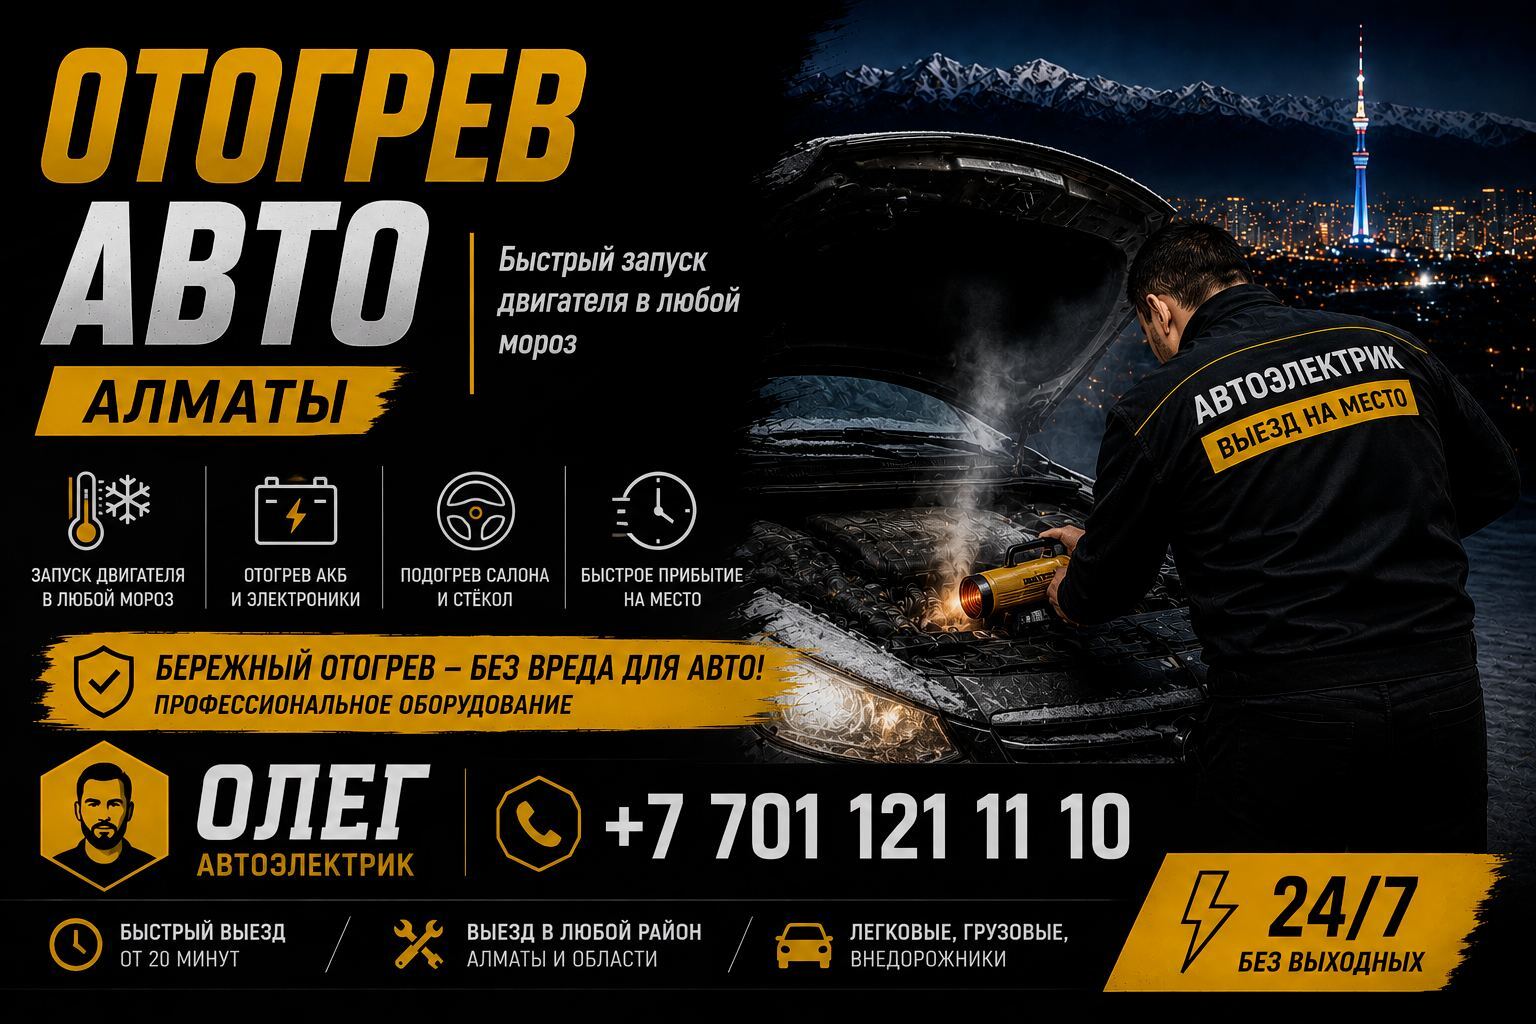 ОТОГРЕВ
АВТО
АЛМАТЫ
Быстрый запуск
двигателя в любой
мороз
АВТОЭЛЕКТРИК
ВЫЕЗД НА МЕСТО
ЗАПУСК ДВИГАТЕЛЯ
В ЛЮБОЙ МОРОЗ
ОТОГРЕВ АКБ
И ЭЛЕКТРОНИКИ
ПОДОГРЕВ САЛОНА
И СТЁКОЛ
БЫСТРОЕ ПРИБЫТИЕ
НА МЕСТО
БЕРЕЖНЫЙ ОТОГРЕВ – БЕЗ ВРЕДА ДЛЯ АВТО!
ПРОФЕССИОНАЛЬНОЕ ОБОРУДОВАНИЕ
ОЛЕГ
АВТОЭЛЕКТРИК
+7 701 121 11 10
БЫСТРЫЙ ВЫЕЗД
ОТ 20 МИНУТ
ВЫЕЗД В ЛЮБОЙ РАЙОН
АЛМАТЫ И ОБЛАСТИ
ЛЕГКОВЫЕ, ГРУЗОВЫЕ,
ВНЕДОРОЖНИКИ
24/7
БЕЗ ВЫХОДНЫХ